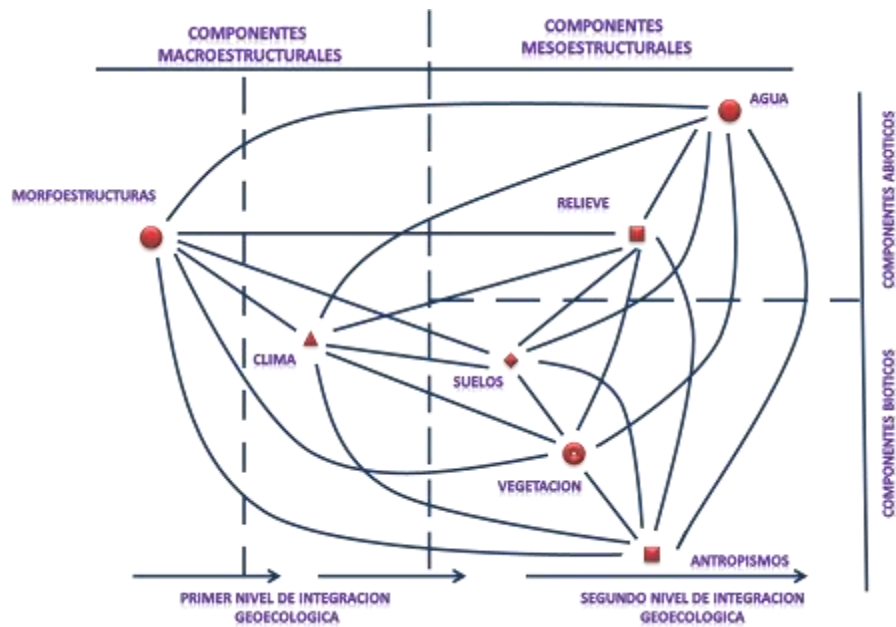 COMPONENTES
MACROESTRUCTURALES
COMPONENTES
MESOESTRUCTURALES
AGUA
MORFOESTRUCTURAS
RELIEVE
COMPONENTES ABIOTICOS
CLIMA
SUELOS
COMPONENTES BIOTICOS
VEGETACION
ANTROPISMOS
PRIMER NIVEL DE INTEGRACION
GEOECOLOGICA
SEGUNDO NIVEL DE INTEGRACION
GEOECOLOGICA